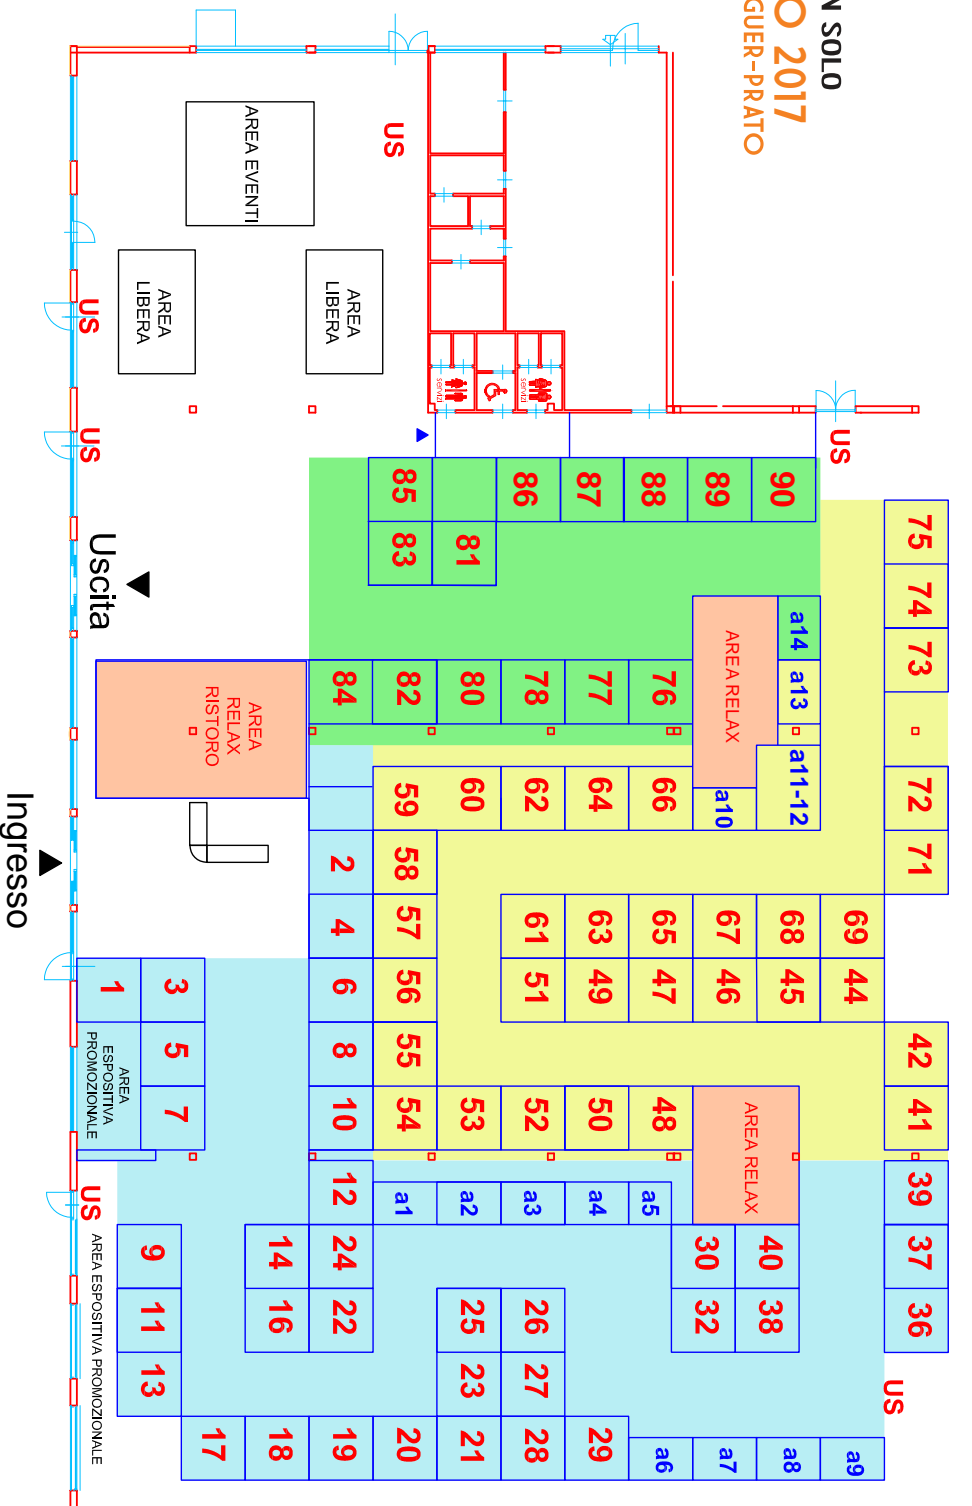 N SOLO
O 2017
GUER-PRATO
US
AREA EVENTI
AREA
LIBERA
AREA
LIBERA
US
US
US
servizi
servizi
Uscita
Ingresso
75
74
73
72
71
42
41
39
37
36
US
90
89
88
87
86
85
81
83
a14
a13
a11-12
a10
AREA RELAX
76
77
78
80
82
84
AREA
RELAX
RISTORO
66
64
62
60
59
58
57
56
55
54
2
4
6
8
10
12
69
68
67
65
63
61
44
45
46
47
49
51
48
50
52
53
AREA RELAX
a5
a4
a3
a2
a1
40
30
38
32
24
14
22
16
26
25
27
23
1
3
5
7
AREA
ESPOSITIVA
PROMOZIONALE
US
AREA ESPOSITIVA PROMOZIONALE
9
11
13
17
18
19
20
21
28
29
a6
a7
a8
a9